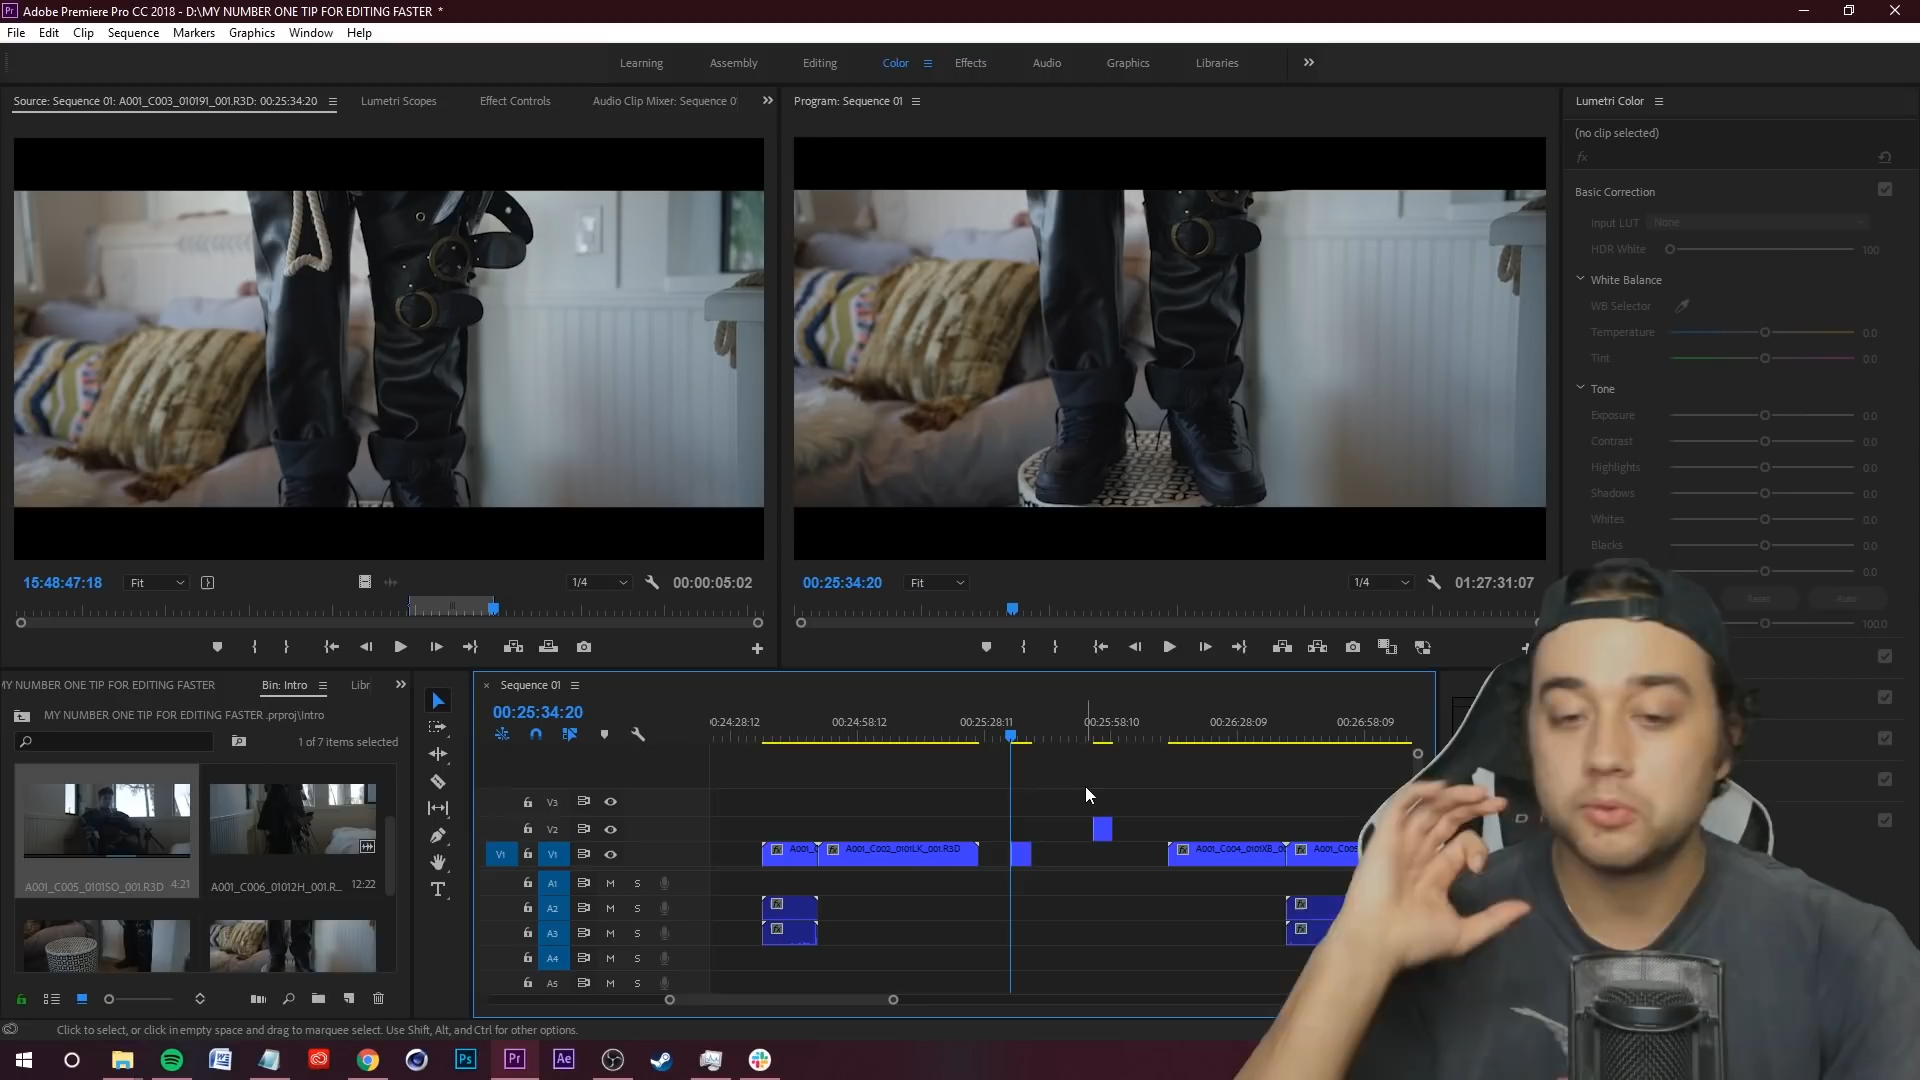 Adobe Premiere Pro CC 2018 - D:\MY NUMBER ONE TIP FOR EDITING FASTER *
File Edit Clip Sequence Markers Graphics Window Help
Learning Assembly Editing Color Effects Audio Graphics Libraries
Source: Sequence 01: A001_C003_010191_001.R3D: 00:25:34:20 Lumetri Scopes Effect Controls Audio Clip Mixer: Sequence 0
Program: Sequence 01
Lumetri Color
(no clip selected)
fx
Basic Correction
Input LUT None
HDR White 100
White Balance
WB Selector
Temperature 0.0
Tint 0.0
Tone
Exposure 0.0
Contrast 0.0
Highlights 0.0
Shadows 0.0
Whites 0.0
Blacks 0.0
Reset Auto
100.0
15:48:47:18 Fit 1/4 00:00:05:02
00:25:34:20 Fit 1/4 01:27:31:07
MY NUMBER ONE TIP FOR EDITING FASTER Bin: Intro Libr
MY NUMBER ONE TIP FOR EDITING FASTER .prproj\Intro
1 of 7 items selected
A001_C005_0101SO_001.R3D 4:21
A001_C006_01012H_001.R... 12:22
Sequence 01
00:25:34:20
00:24:28:12 00:24:58:12 00:25:28:11 00:25:58:10 00:26:28:09 00:26:58:09
V3
V2
V1 V1
A001_C A001_C002_0101LK_001.R3D A001_C004_0101XB_00 A001_C005
A1 M S
A2 M S
A3 M S
A4 M S
A5 M S
Click to select, or click in empty space and drag to marquee select. Use Shift, Alt, and Ctrl for other options.
Ps Pr Ae